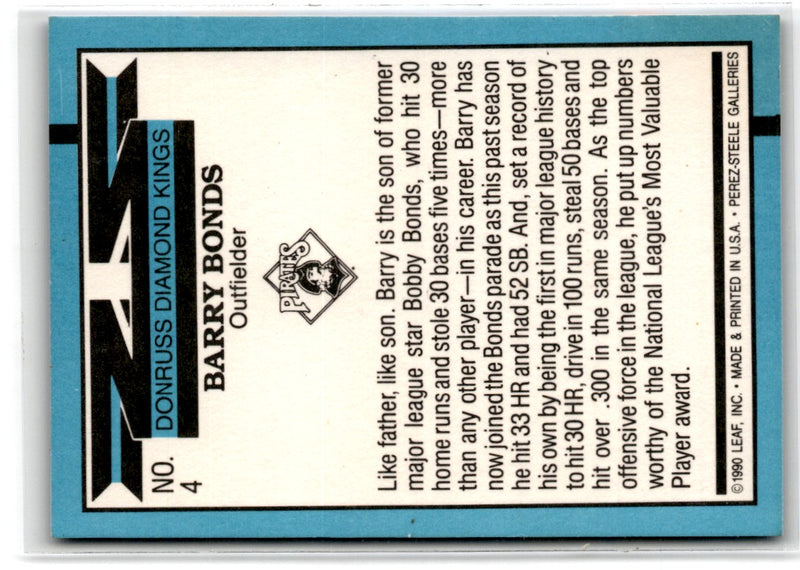 NO.
4
DONRUSS DIAMOND KINGS
BARRY BONDS
Outfielder
PIRATES
Like father, like son. Barry is the son of former
major league star Bobby Bonds, who hit 30
home runs and stole 30 bases five times—more
than any other player—in his career. Barry has
now joined the Bonds parade as this past season
he hit 33 HR and had 52 SB. And, set a record of
his own by being the first in major league history
to hit 30 HR, drive in 100 runs, steal 50 bases and
hit over .300 in the same season. As the top
offensive force in the league, he put up numbers
worthy of the National League's Most Valuable
Player award.
©1990 LEAF, INC. • MADE & PRINTED IN U.S.A. • PEREZ-STEELE GALLERIES